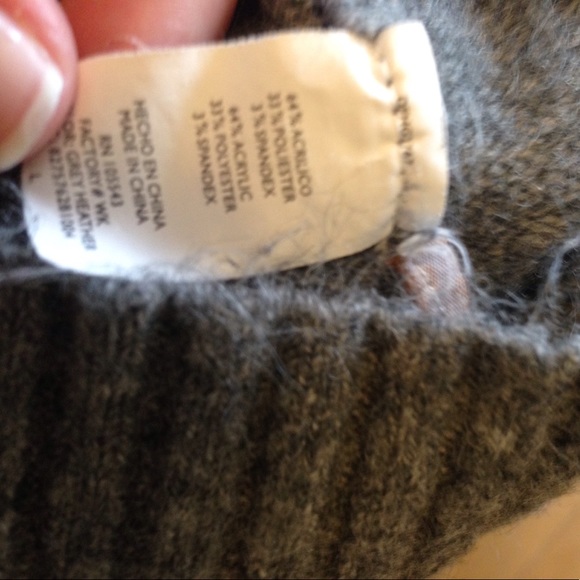 64% ACRILICO
33% POLIESTER
3% SPANDEX
64% ACRYLIC
33% POLYESTER
3% SPANDEX
HECHO EN CHINA
MADE IN CHINA
RN 105543
FACTORY# WK
GREY HEATHER
L